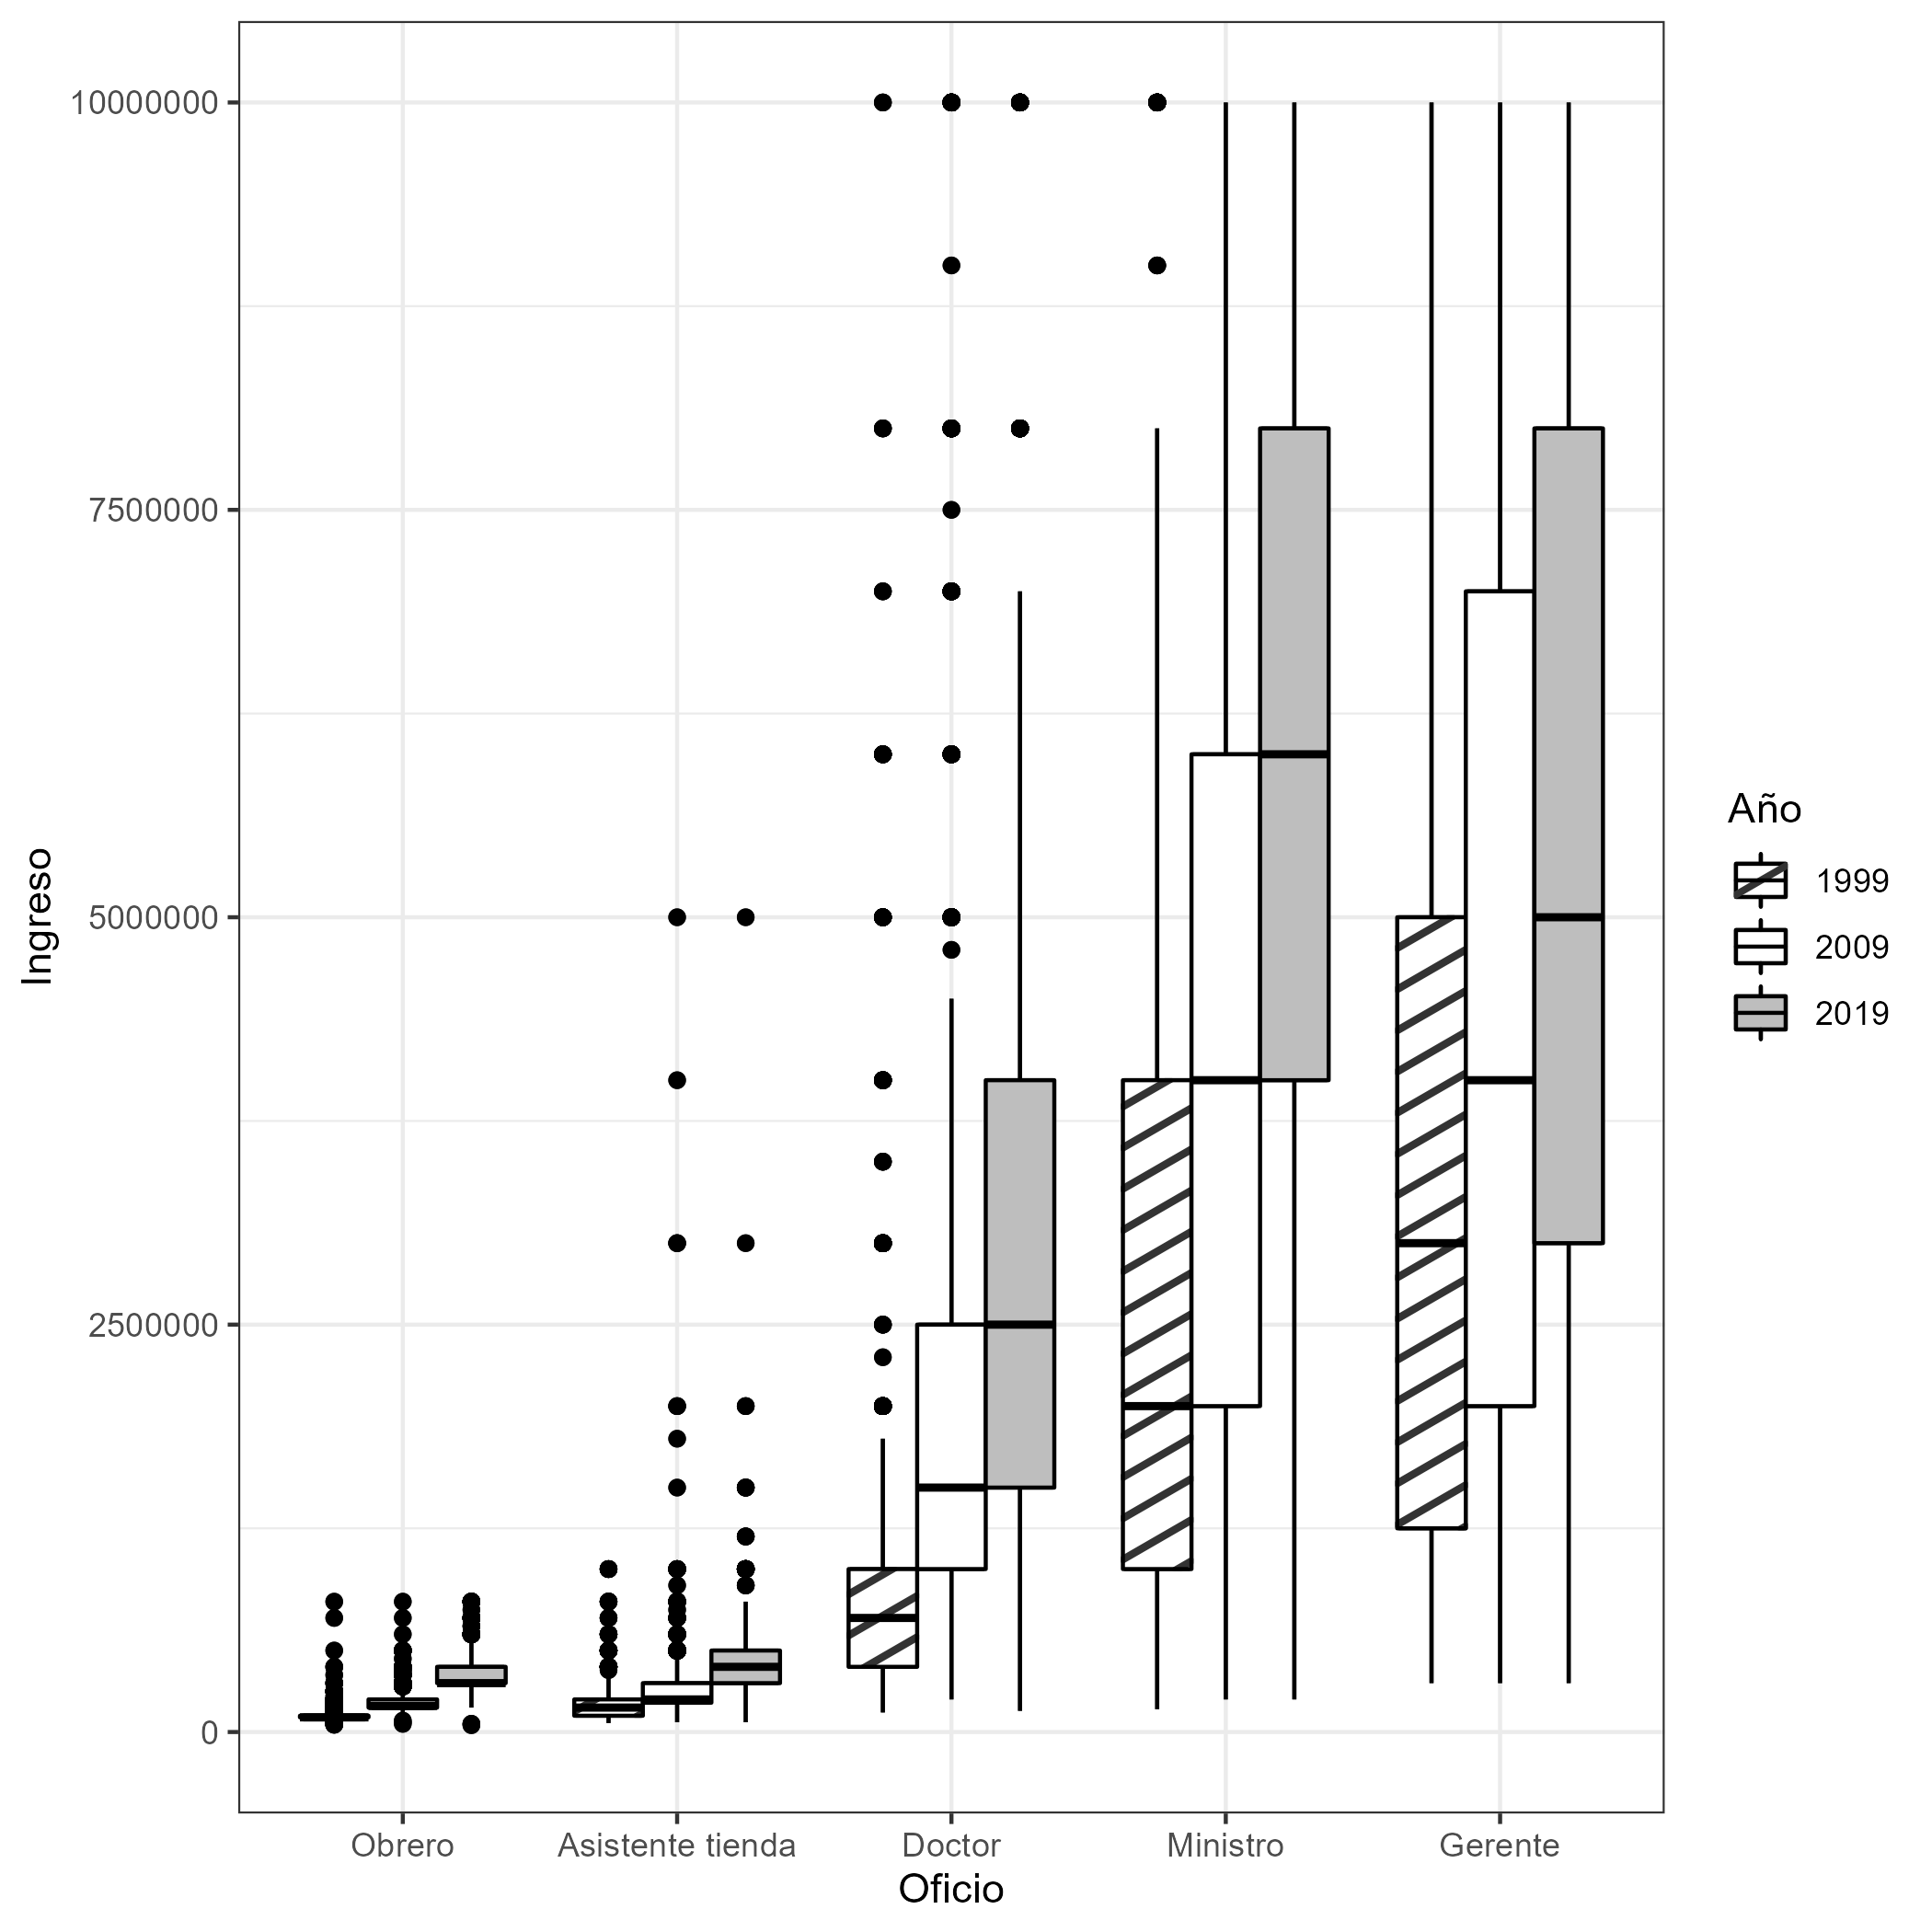 10000000
7500000
5000000
2500000
0
Ingreso
Obrero
Asistente tienda
Doctor
Ministro
Gerente
Oficio
Año
1999
2009
2019